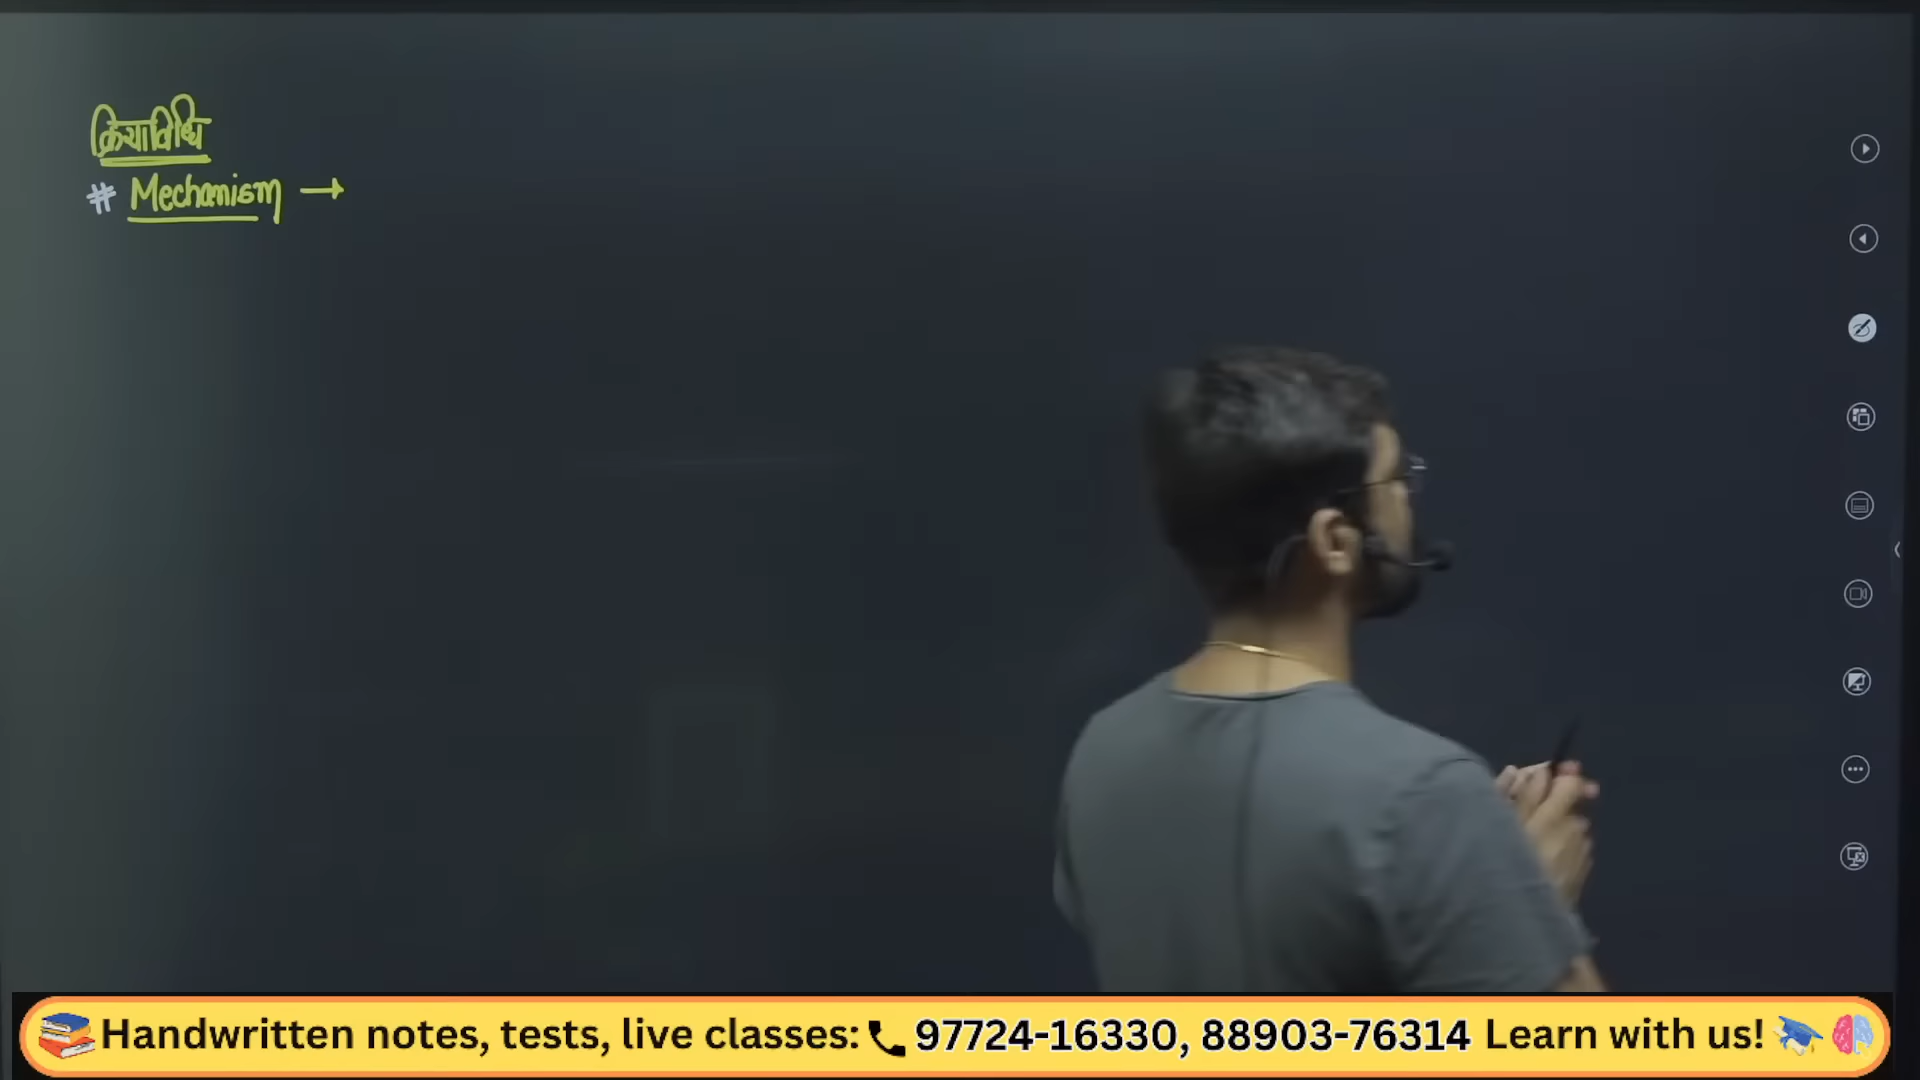 क्रियाविधि
# Mechanism →
Handwritten notes, tests, live classes: 97724-16330, 88903-76314 Learn with us!